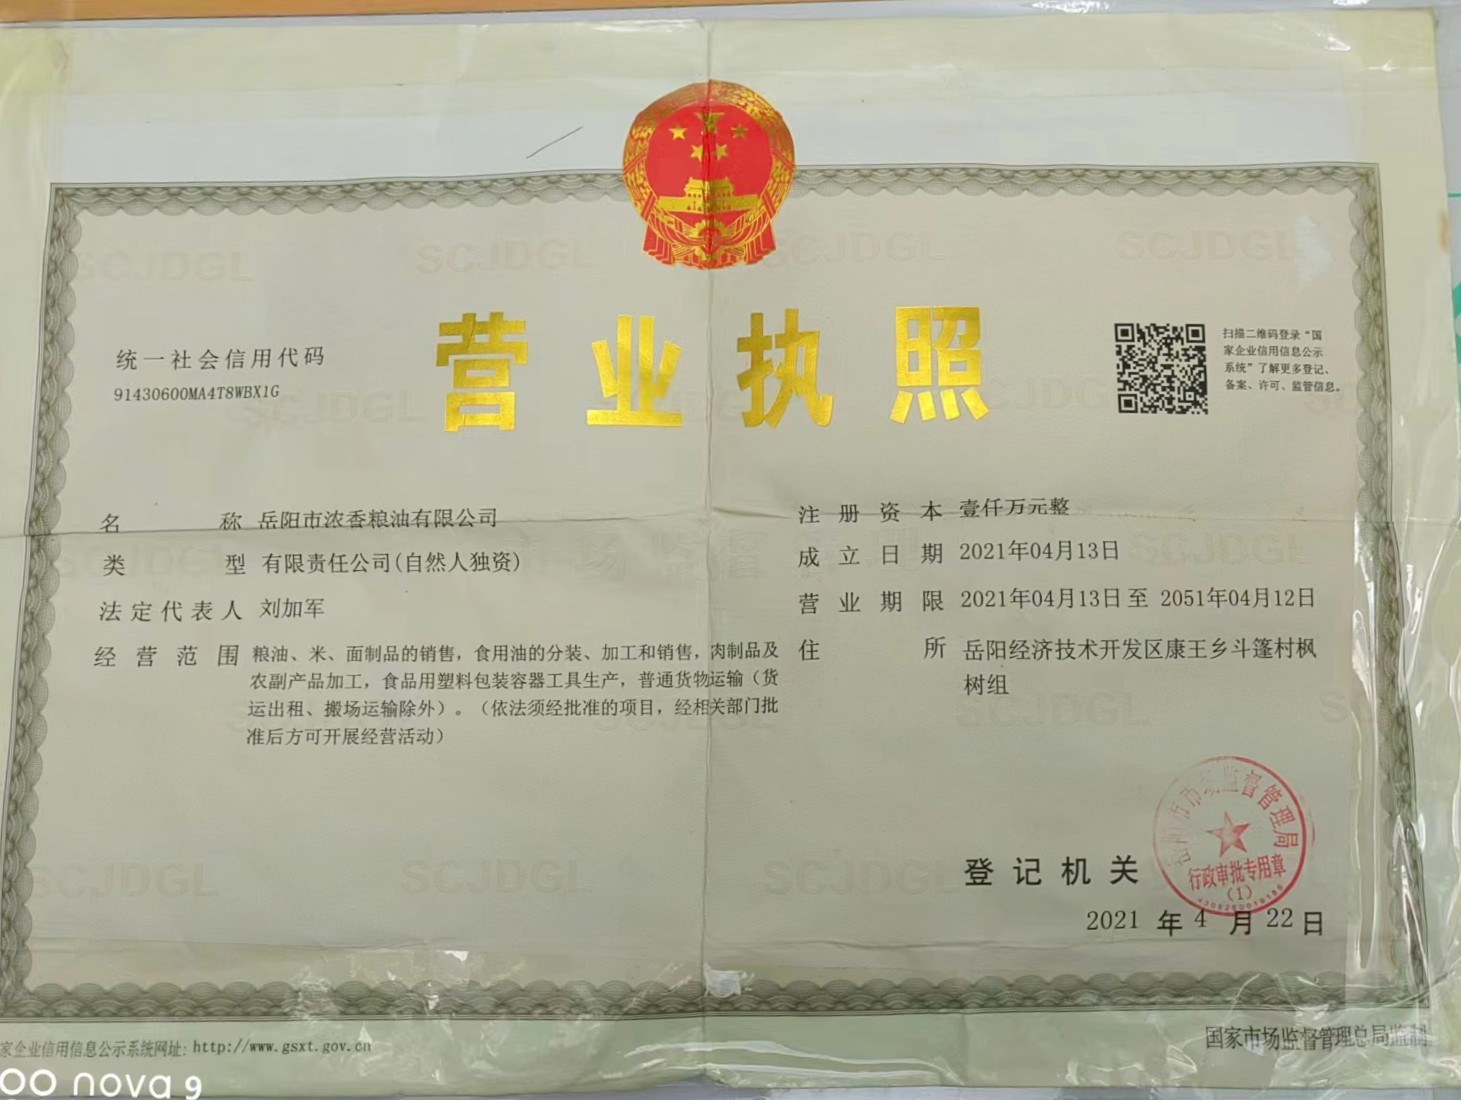 营业执照
统一社会信用代码
91430600MA4T8WBX1G
扫描二维码登录“国
家企业信用信息公示
系统”了解更多登记、
备案、许可、监管信息。
名称 岳阳市浓香粮油有限公司
类型 有限责任公司(自然人独资)
法定代表人 刘加军
经营范围 粮油、米、面制品的销售，食用油的分装、加工和销售，肉制品及
农副产品加工，食品用塑料包装容器工具生产，普通货物运输（货
运出租、搬场运输除外）。（依法须经批准的项目，经相关部门批
准后方可开展经营活动）
注册资本 壹仟万元整
成立日期 2021年04月13日
营业期限 2021年04月13日至 2051年04月12日
住所 岳阳经济技术开发区康王乡斗篷村枫
树组
登记机关
岳阳市市场监督管理局
行政审批专用章
(1)
2021 年 4 月 22 日
家企业信用信息公示系统网址: http://www.gsxt.gov.cn
国家市场监督管理总局监制
SCJDGL
nova 9